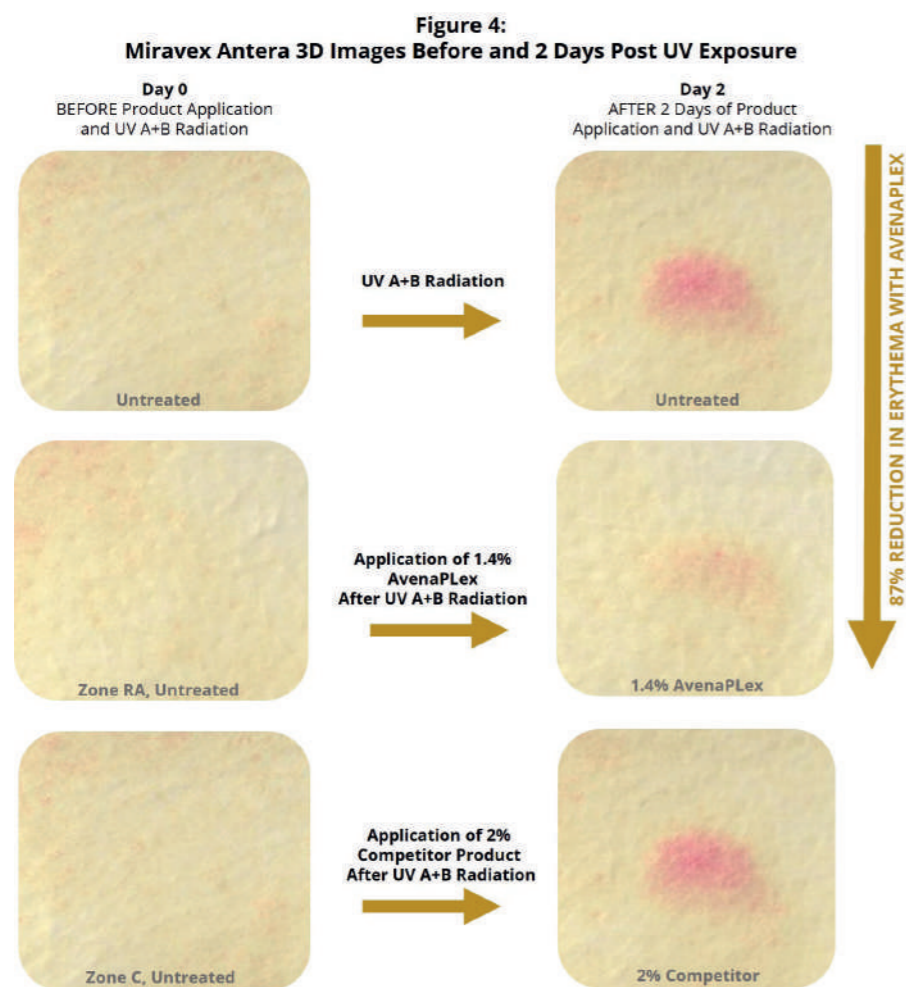 Figure 4:
Miravex Antera 3D Images Before and 2 Days Post UV Exposure
Day 0
BEFORE Product Application
and UV A+B Radiation
Day 2
AFTER 2 Days of Product
Application and UV A+B Radiation
Untreated
UV A+B Radiation
Untreated
87% REDUCTION IN ERYTHEMA WITH AVENAPLEX
Zone RA, Untreated
Application of 1.4%
AvenaPLex
After UV A+B Radiation
1.4% AvenaPLex
Zone C, Untreated
Application of 2%
Competitor Product
After UV A+B Radiation
2% Competitor